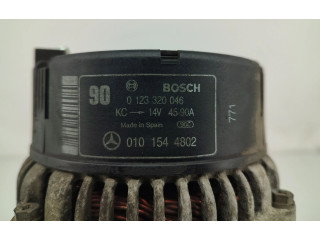 90 BOSCH
0 123 320 046
KC 14V 45-90A
Made in Spain
010 154 4802
771